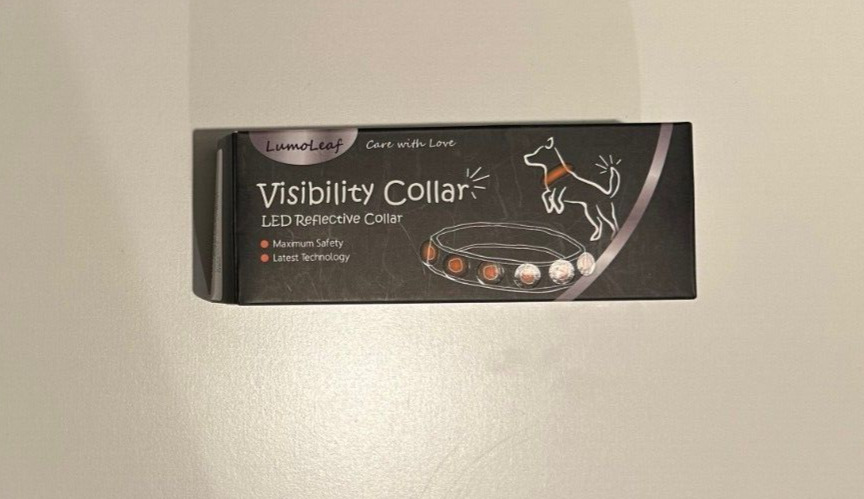 LumoLeaf
Care with Love
Visibility Collar
LED Reflective Collar
Maximum Safety
Latest Technology